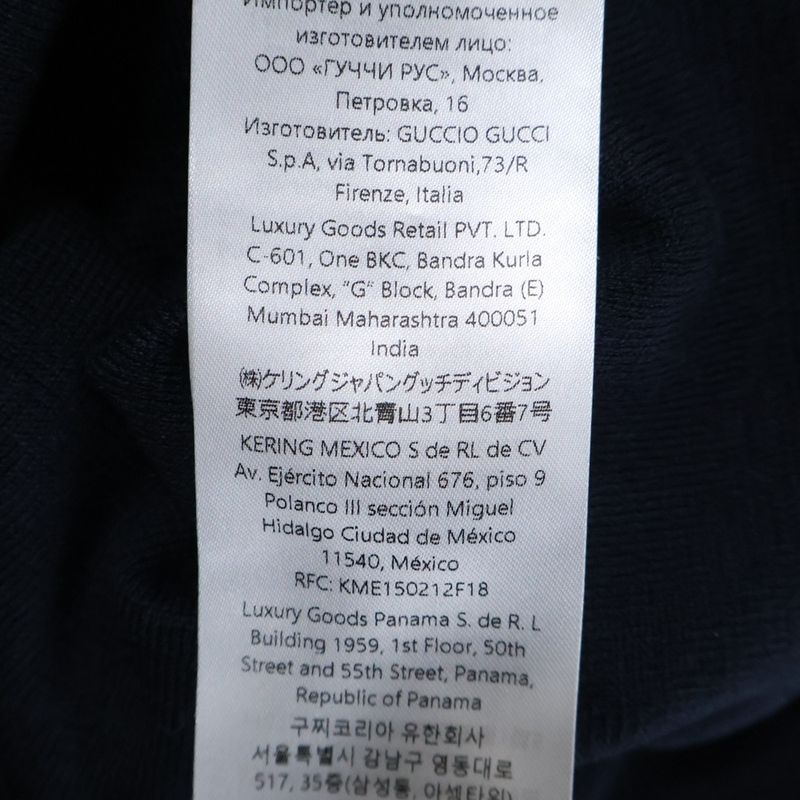 Импортер и уполномоченное
изготовителем лицо:
ООО «ГУЧЧИ РУС», Москва,
Петровка, 16
Изготовитель: GUCCIO GUCCI
S.p.A, via Tornabuoni,73/R
Firenze, Italia
Luxury Goods Retail PVT. LTD.
C-601, One BKC, Bandra Kurla
Complex, "G" Block, Bandra (E)
Mumbai Maharashtra 400051
India
㈱ケリングジャパングッチディビジョン
東京都港区北青山3丁目6番7号
KERING MEXICO S de RL de CV
Av. Ejército Nacional 676, piso 9
Polanco III sección Miguel
Hidalgo Ciudad de México
11540, México
RFC: KME150212F18
Luxury Goods Panama S. de R. L
Building 1959, 1st Floor, 50th
Street and 55th Street, Panama,
Republic of Panama
구찌코리아 유한회사
서울특별시 강남구 영동대로
517, 35층(삼성동, 아셈타워)